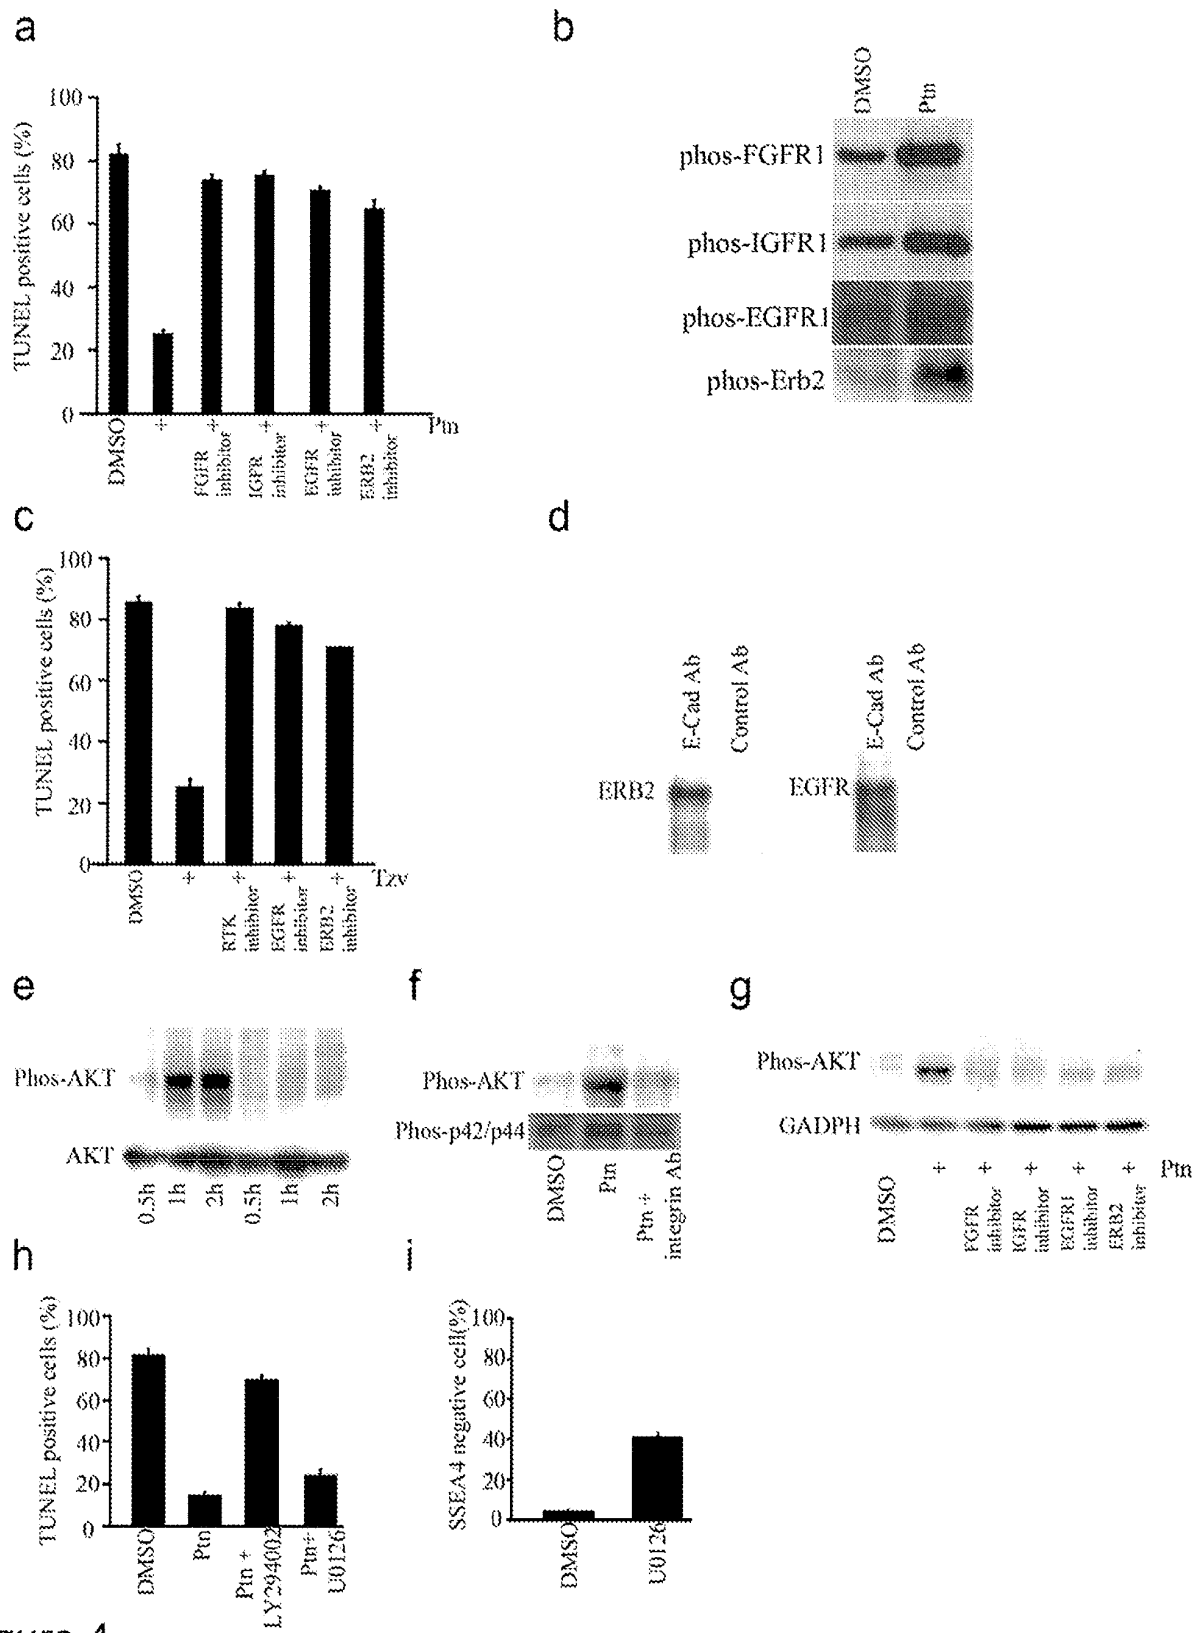 a
100
80
60
40
20
0
TUNEL positive cells (%)
DMSO
+
+
+
+
+
Ptn
FGFR inhibitor
IGFR inhibitor
EGFR inhibitor
ERB2 inhibitor
b
DMSO
Ptn
phos-FGFR1
phos-IGFR1
phos-EGFR1
phos-Erb2
c
100
80
60
40
20
0
TUNEL positive cells (%)
DMSO
+
+
+
+
Tzv
RTK inhibitor
EGFR inhibitor
ERB2 inhibitor
d
E-Cad Ab
Control Ab
ERB2
E-Cad Ab
Control Ab
EGFR
e
Phos-AKT
AKT
0.5h
1h
2h
0.5h
1h
2h
f
Phos-AKT
Phos-p42/p44
DMSO
Ptn
Ptn +
integrin Ab
g
Phos-AKT
GADPH
DMSO
+
+
+
+
+
Ptn
FGFR inhibitor
IGFR inhibitor
EGFR1 inhibitor
ERB2 inhibitor
h
100
80
60
40
20
0
TUNEL positive cells (%)
DMSO
Ptn
Ptn +
LY294002
Ptn+
U0126
i
100
80
60
40
20
0
SSEA4 negative cell(%)
DMSO
U0126